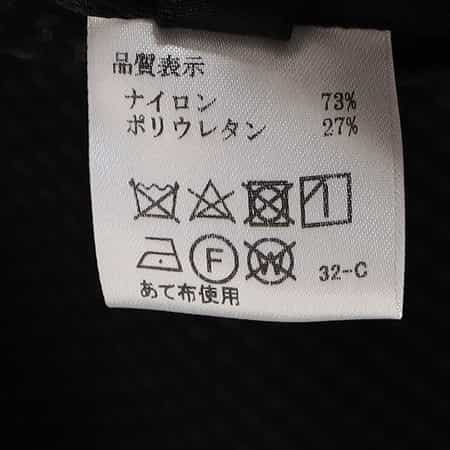 品質表示
ナイロン 73%
ポリウレタン 27%
F W 32-C
あて布使用